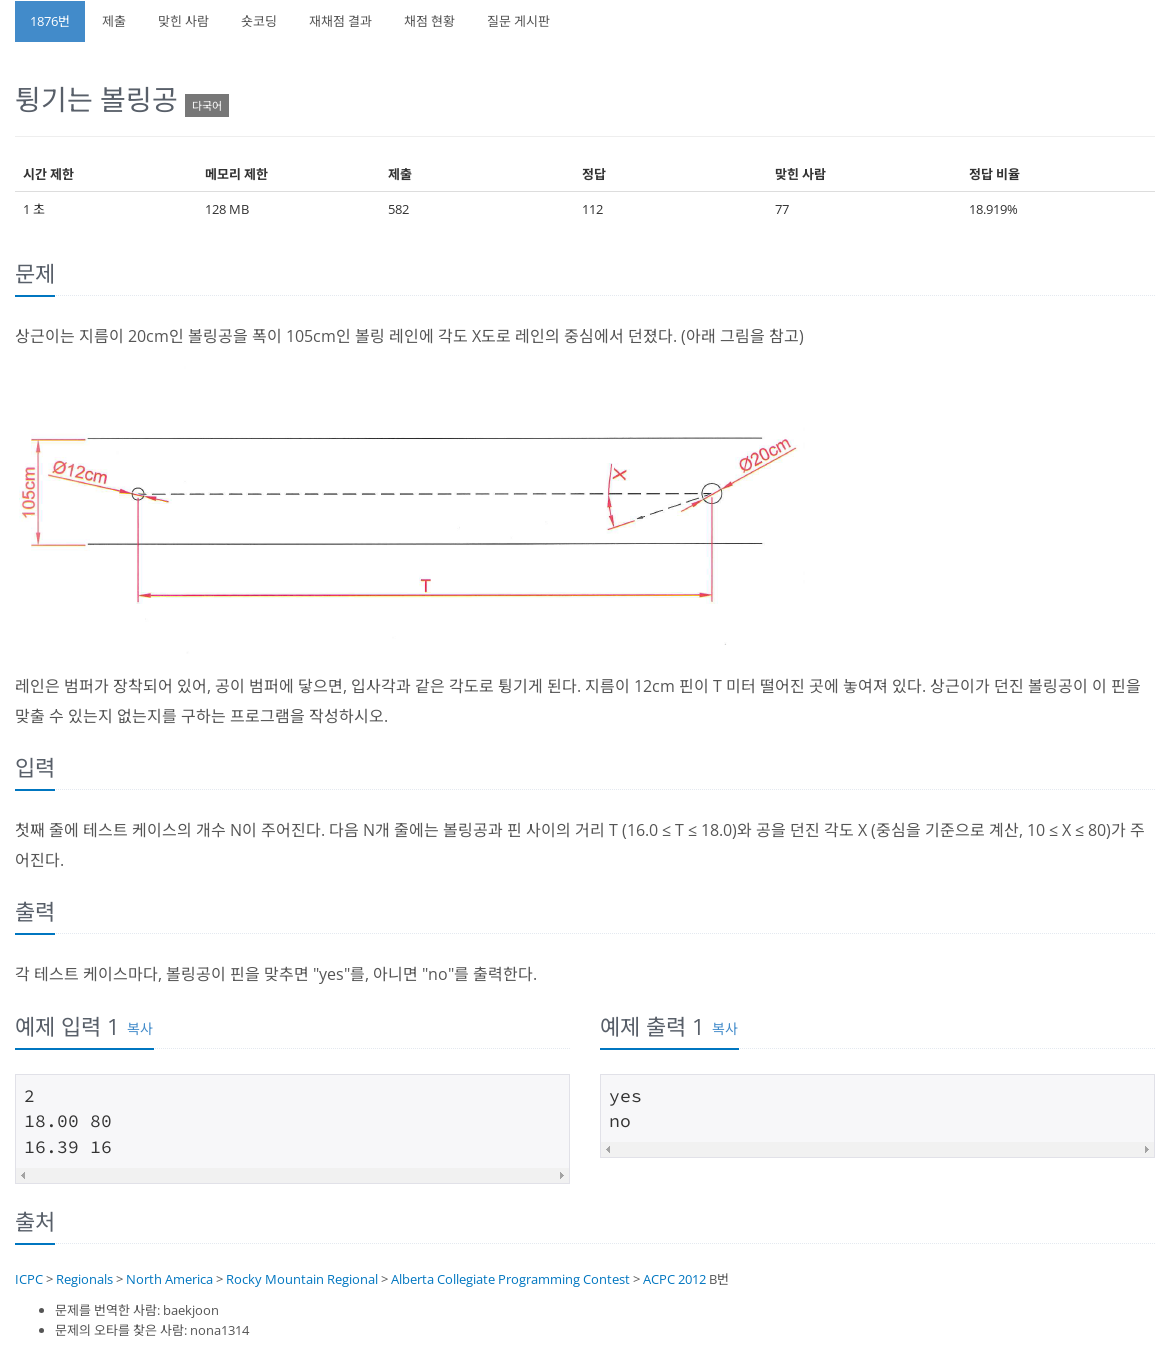 1876번 제출 맞힌 사람 숏코딩 재채점 결과 채점 현황 질문 게시판
튕기는 볼링공 다국어
시간 제한 메모리 제한 제출 정답 맞힌 사람 정답 비율
1 초 128 MB 582 112 77 18.919%
문제
상근이는 지름이 20cm인 볼링공을 폭이 105cm인 볼링 레인에 각도 X도로 레인의 중심에서 던졌다. (아래 그림을 참고)
105cm
Ø12cm
X
Ø20cm
T
레인은 범퍼가 장착되어 있어, 공이 범퍼에 닿으면, 입사각과 같은 각도로 튕기게 된다. 지름이 12cm 핀이 T 미터 떨어진 곳에 놓여져 있다. 상근이가 던진 볼링공이 이 핀을
맞출 수 있는지 없는지를 구하는 프로그램을 작성하시오.
입력
첫째 줄에 테스트 케이스의 개수 N이 주어진다. 다음 N개 줄에는 볼링공과 핀 사이의 거리 T (16.0 ≤ T ≤ 18.0)와 공을 던진 각도 X (중심을 기준으로 계산, 10 ≤ X ≤ 80)가 주
어진다.
출력
각 테스트 케이스마다, 볼링공이 핀을 맞추면 "yes"를, 아니면 "no"를 출력한다.
예제 입력 1 복사
2
18.00 80
16.39 16
예제 출력 1 복사
yes
no
출처
ICPC > Regionals > North America > Rocky Mountain Regional > Alberta Collegiate Programming Contest > ACPC 2012 B번
문제를 번역한 사람: baekjoon
문제의 오타를 찾은 사람: nona1314